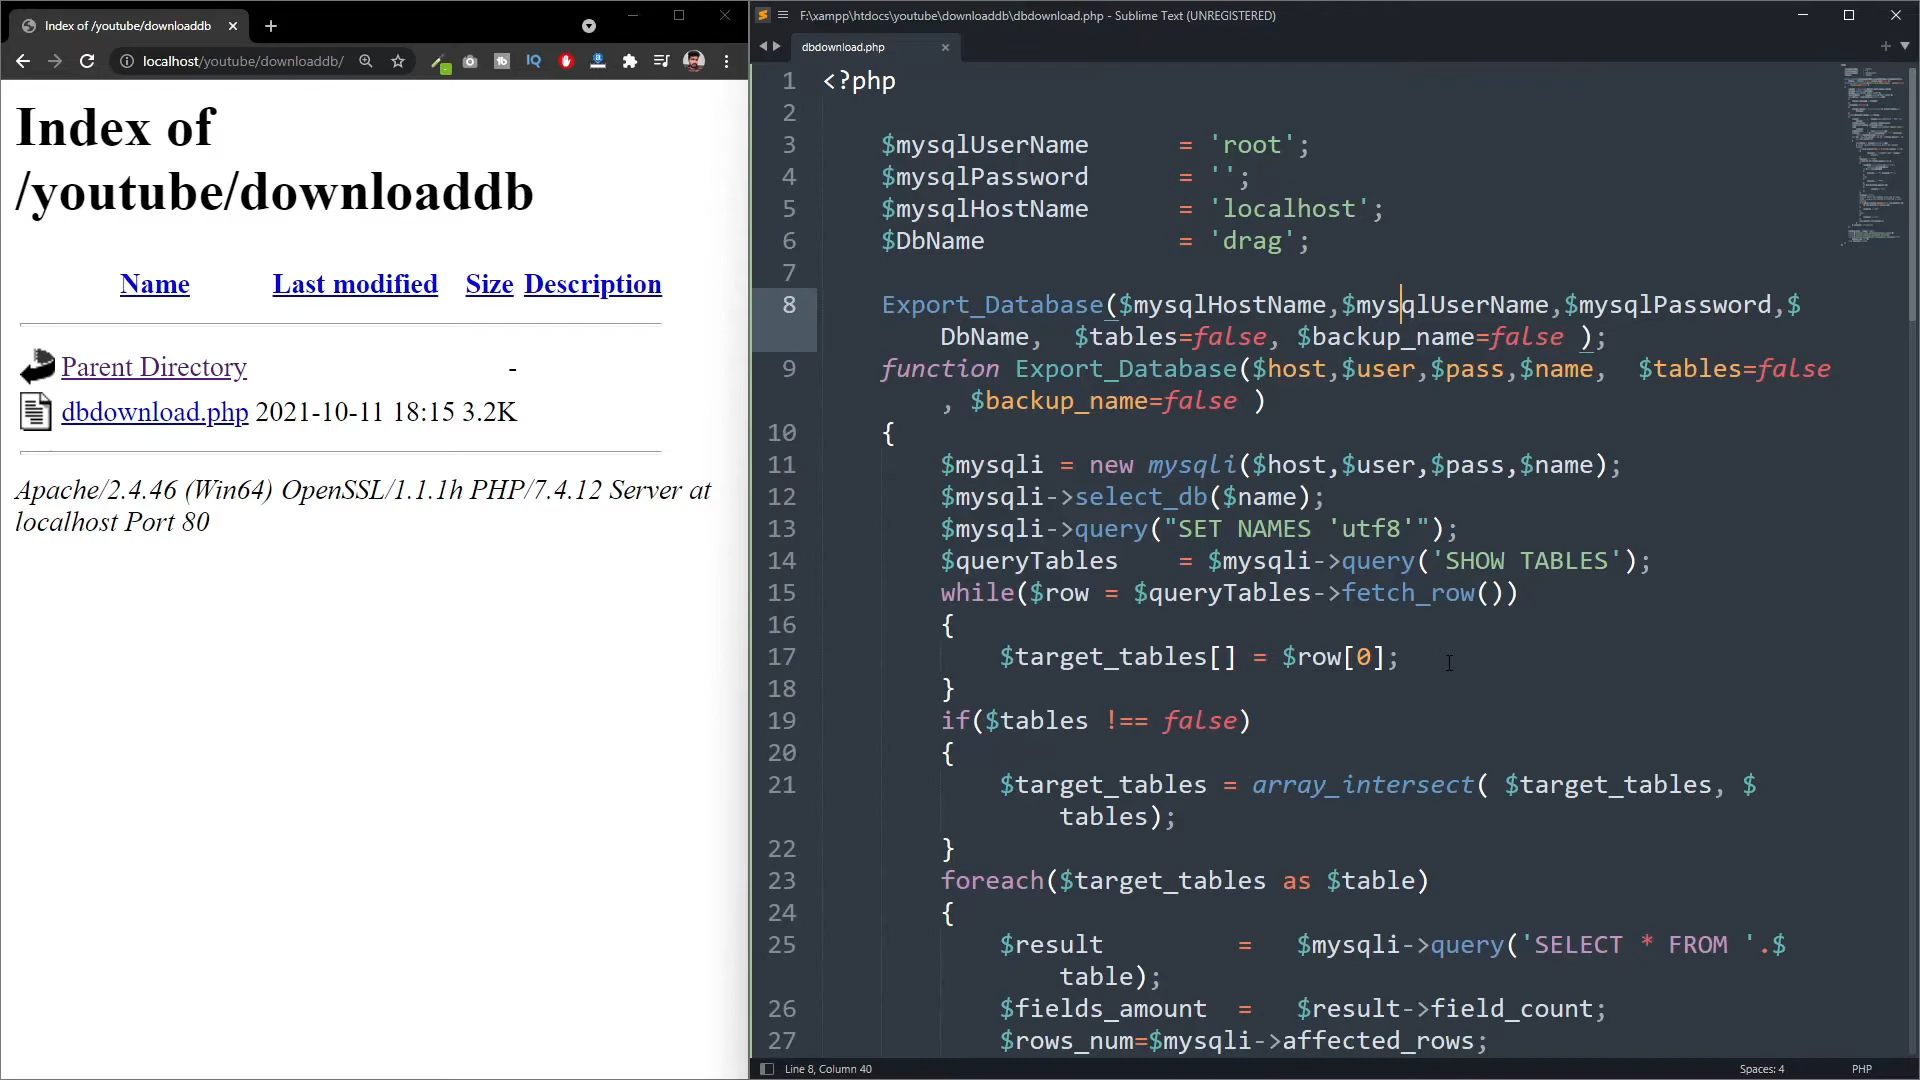 Index of /youtube/downloaddb
localhost/youtube/downloaddb/
Index of
/youtube/downloaddb
Name Last modified Size Description
Parent Directory -
dbdownload.php 2021-10-11 18:15 3.2K
Apache/2.4.46 (Win64) OpenSSL/1.1.1h PHP/7.4.12 Server at
localhost Port 80
F:\xampp\htdocs\youtube\downloaddb\dbdownload.php - Sublime Text (UNREGISTERED)
dbdownload.php
1 <?php
2
3 $mysqlUserName = 'root';
4 $mysqlPassword = '';
5 $mysqlHostName = 'localhost';
6 $DbName = 'drag';
7
8 Export_Database($mysqlHostName,$mysqlUserName,$mysqlPassword,$
DbName, $tables=false, $backup_name=false );
9 function Export_Database($host,$user,$pass,$name, $tables=false
, $backup_name=false )
10 {
11 $mysqli = new mysqli($host,$user,$pass,$name);
12 $mysqli->select_db($name);
13 $mysqli->query("SET NAMES 'utf8'");
14 $queryTables = $mysqli->query('SHOW TABLES');
15 while($row = $queryTables->fetch_row())
16 {
17 $target_tables[] = $row[0];
18 }
19 if($tables !== false)
20 {
21 $target_tables = array_intersect( $target_tables, $
tables);
22 }
23 foreach($target_tables as $table)
24 {
25 $result = $mysqli->query('SELECT * FROM '.$
table);
26 $fields_amount = $result->field_count;
27 $rows_num=$mysqli->affected_rows;
Line 8, Column 40
Spaces: 4
PHP